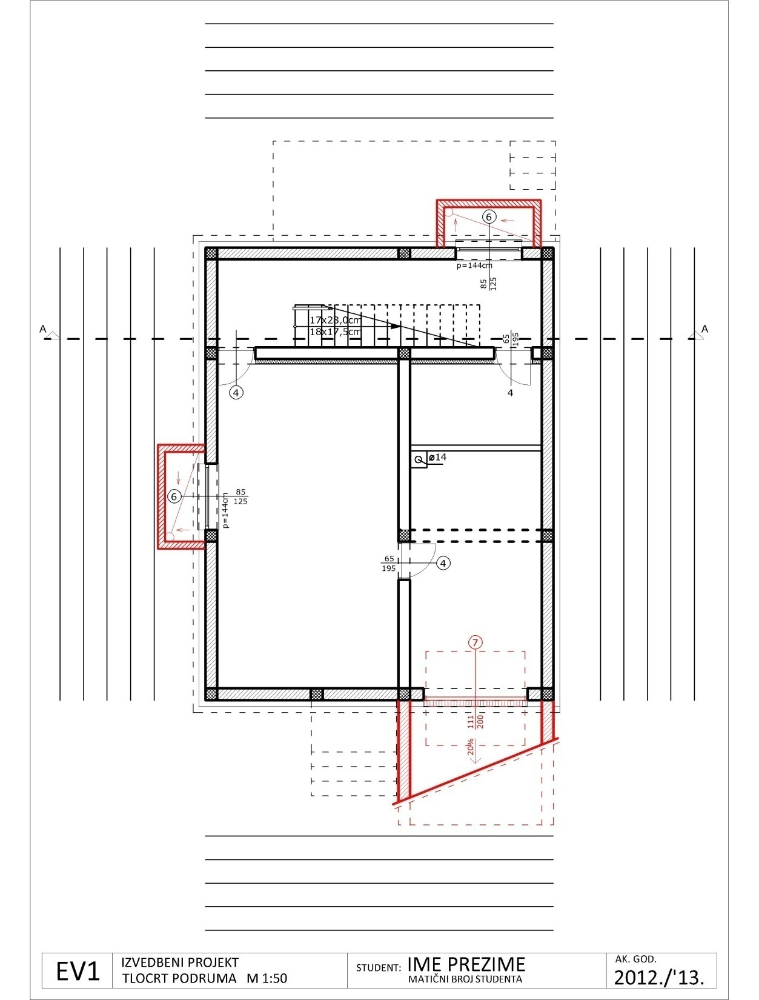 6
p=144cm
85
125
A
17x28,0cm
18x17,5cm
65
195
A
4
4
ø14
6
85
125
p=144cm
65
195
4
7
111
200
20%
EV1
IZVEDBENI PROJEKT
TLOCRT PODRUMA M 1:50
STUDENT: IME PREZIME
MATIČNI BROJ STUDENTA
AK. GOD.
2012./'13.